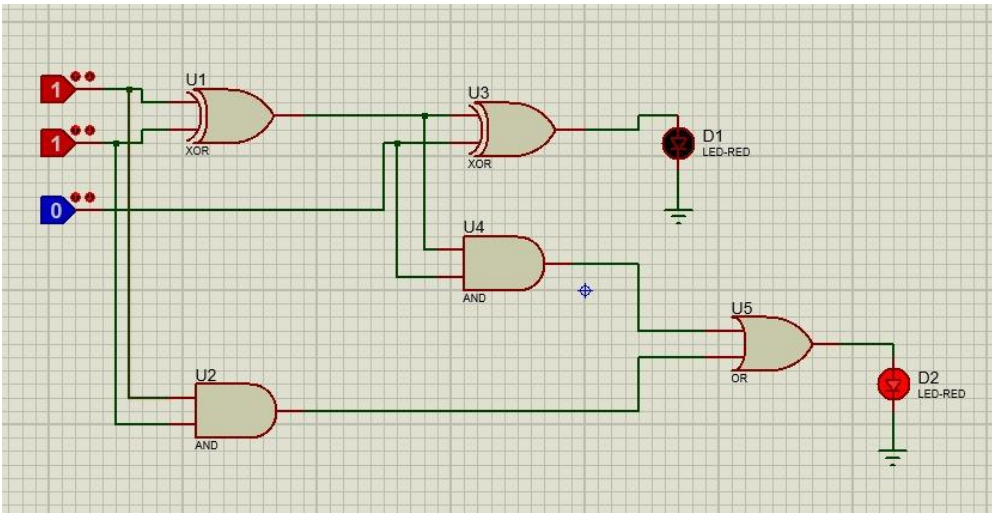 1
U1
XOR
1
U3
XOR
D1
LED-RED
0
U4
AND
U5
OR
D2
LED-RED
U2
AND